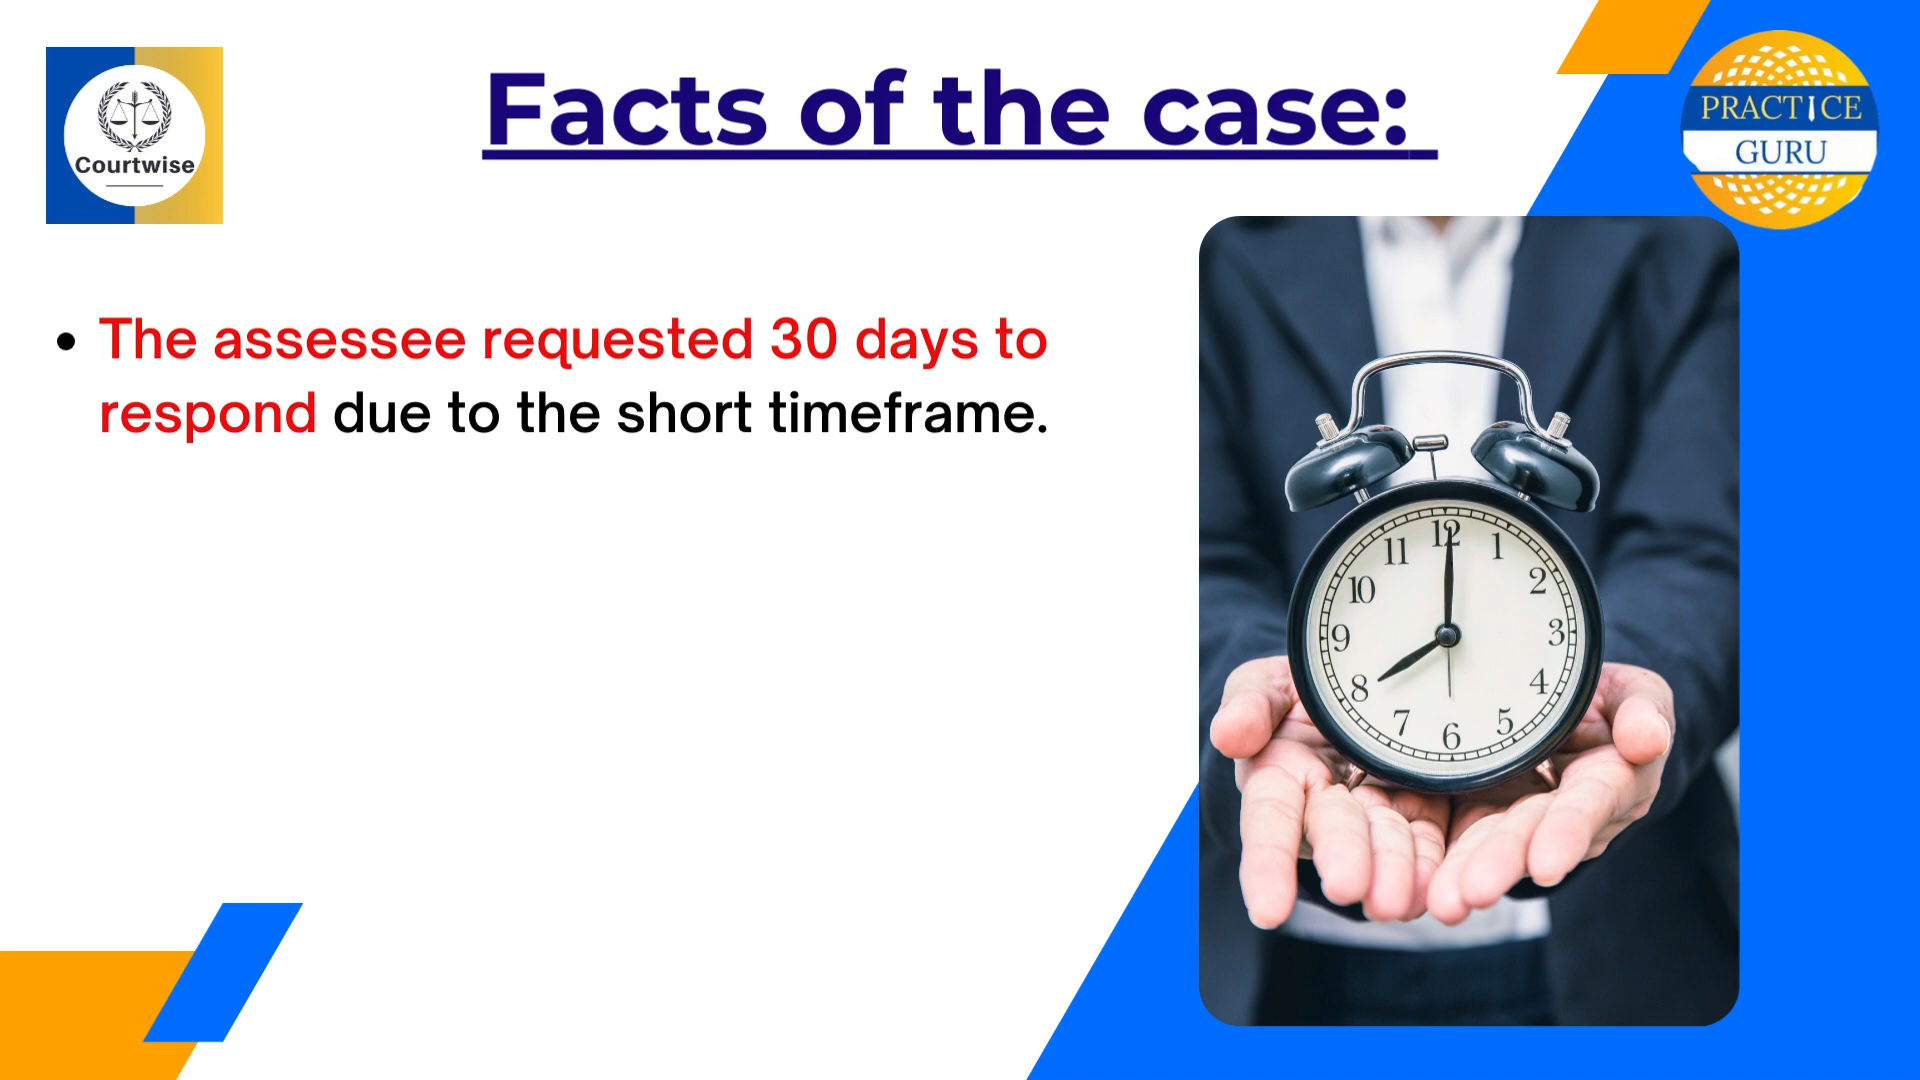 Facts of the case:
Courtwise
PRACTICE
GURU
• The assessee requested 30 days to
respond due to the short timeframe.
12
1
2
3
4
5
6
7
8
9
10
11